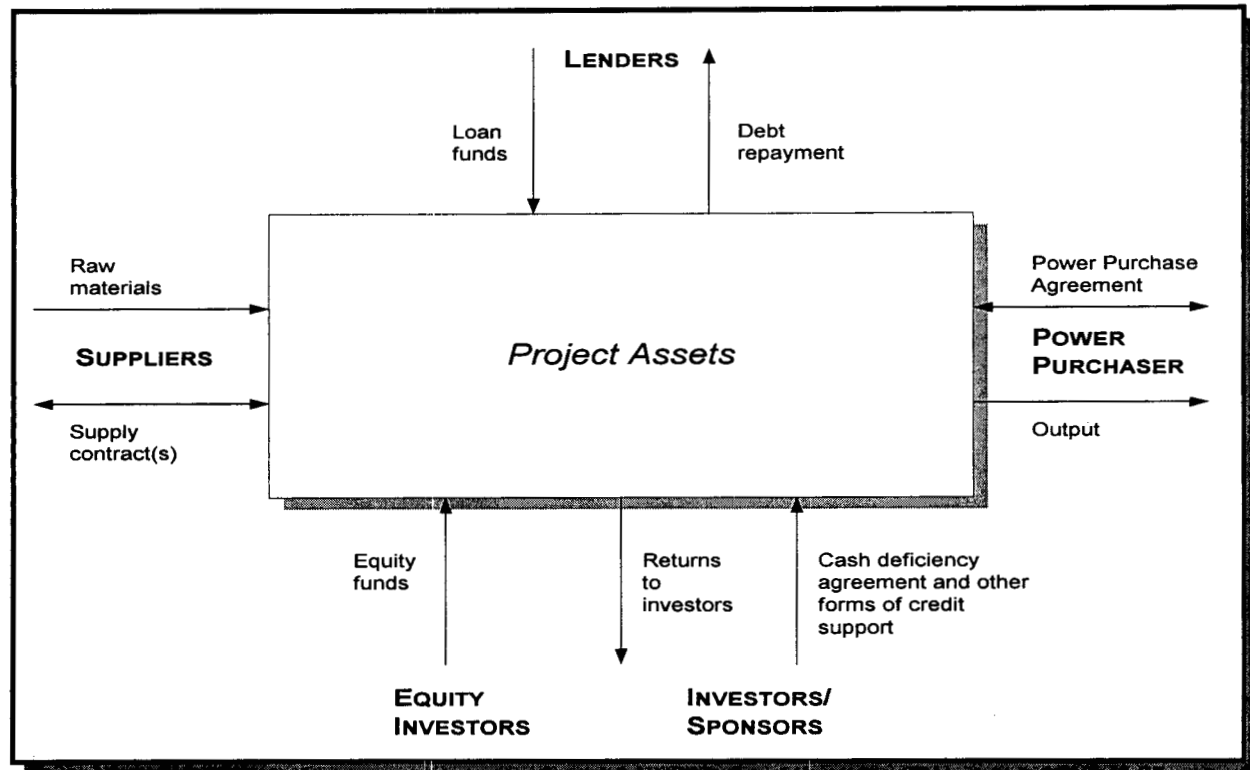 LENDERS
Loan
funds
Debt
repayment
Raw
materials
Power Purchase
Agreement
SUPPLIERS
Project Assets
POWER
PURCHASER
Supply
contract(s)
Output
Equity
funds
Returns
to
investors
Cash deficiency
agreement and other
forms of credit
support
EQUITY
INVESTORS
INVESTORS/
SPONSORS